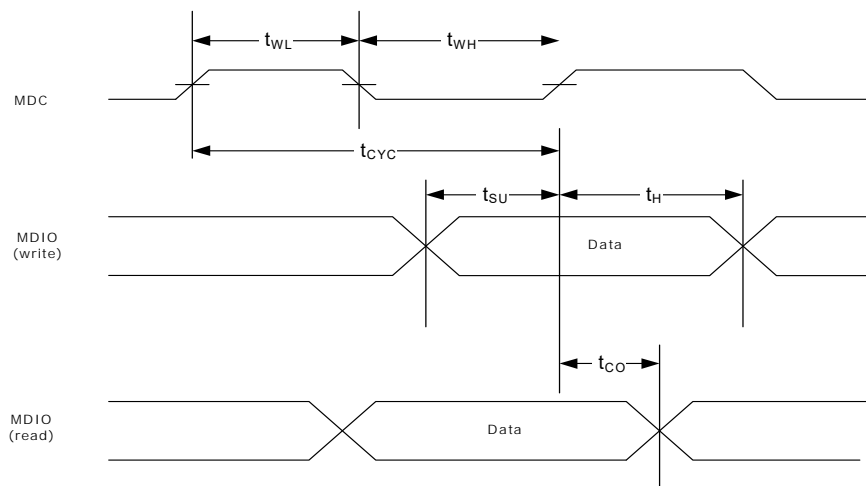 tWL
tWH
MDC
tCYC
tSU
tH
MDIO
(write)
Data
tCO
MDIO
(read)
Data